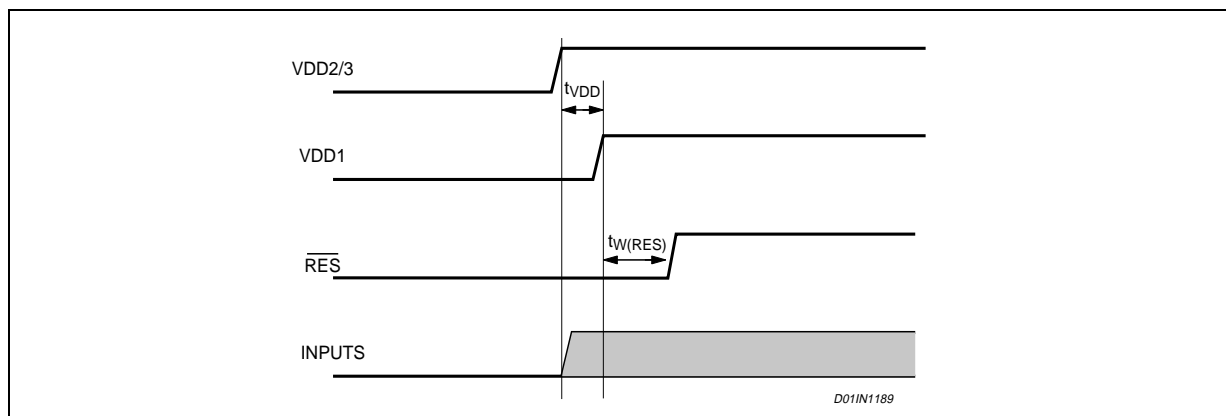 VDD2/3
tVDD
VDD1
tW(RES)
RES
INPUTS
D01IN1189